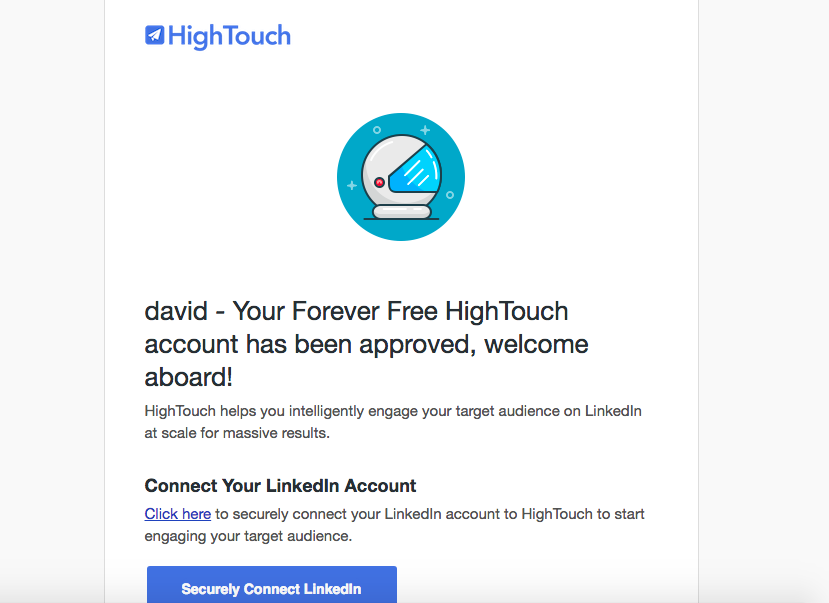 HighTouch
david - Your Forever Free HighTouch
account has been approved, welcome
aboard!
HighTouch helps you intelligently engage your target audience on LinkedIn
at scale for massive results.
Connect Your LinkedIn Account
Click here to securely connect your LinkedIn account to HighTouch to start
engaging your target audience.
Securely Connect LinkedIn